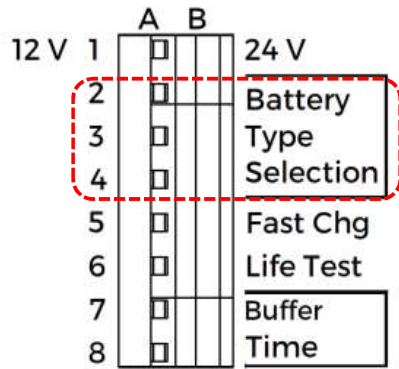 A B
12 V 1 24 V
2 Battery
3 Type
4 Selection
5 Fast Chg
6 Life Test
7 Buffer
8 Time